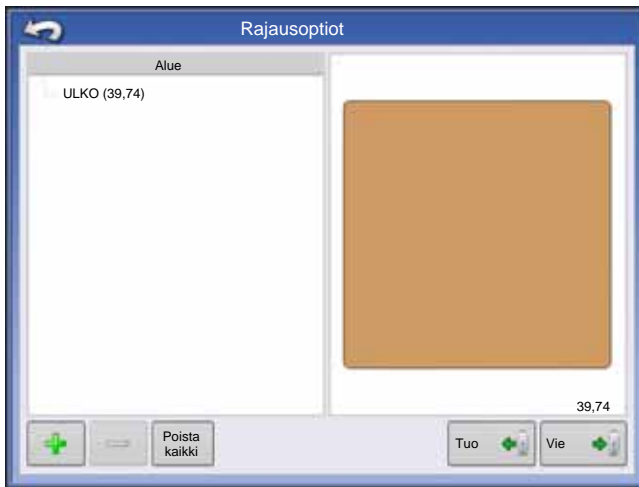 Rajausoptiot
Alue
ULKO (39,74)
39,74
Poista
kaikki
Tuo
Vie